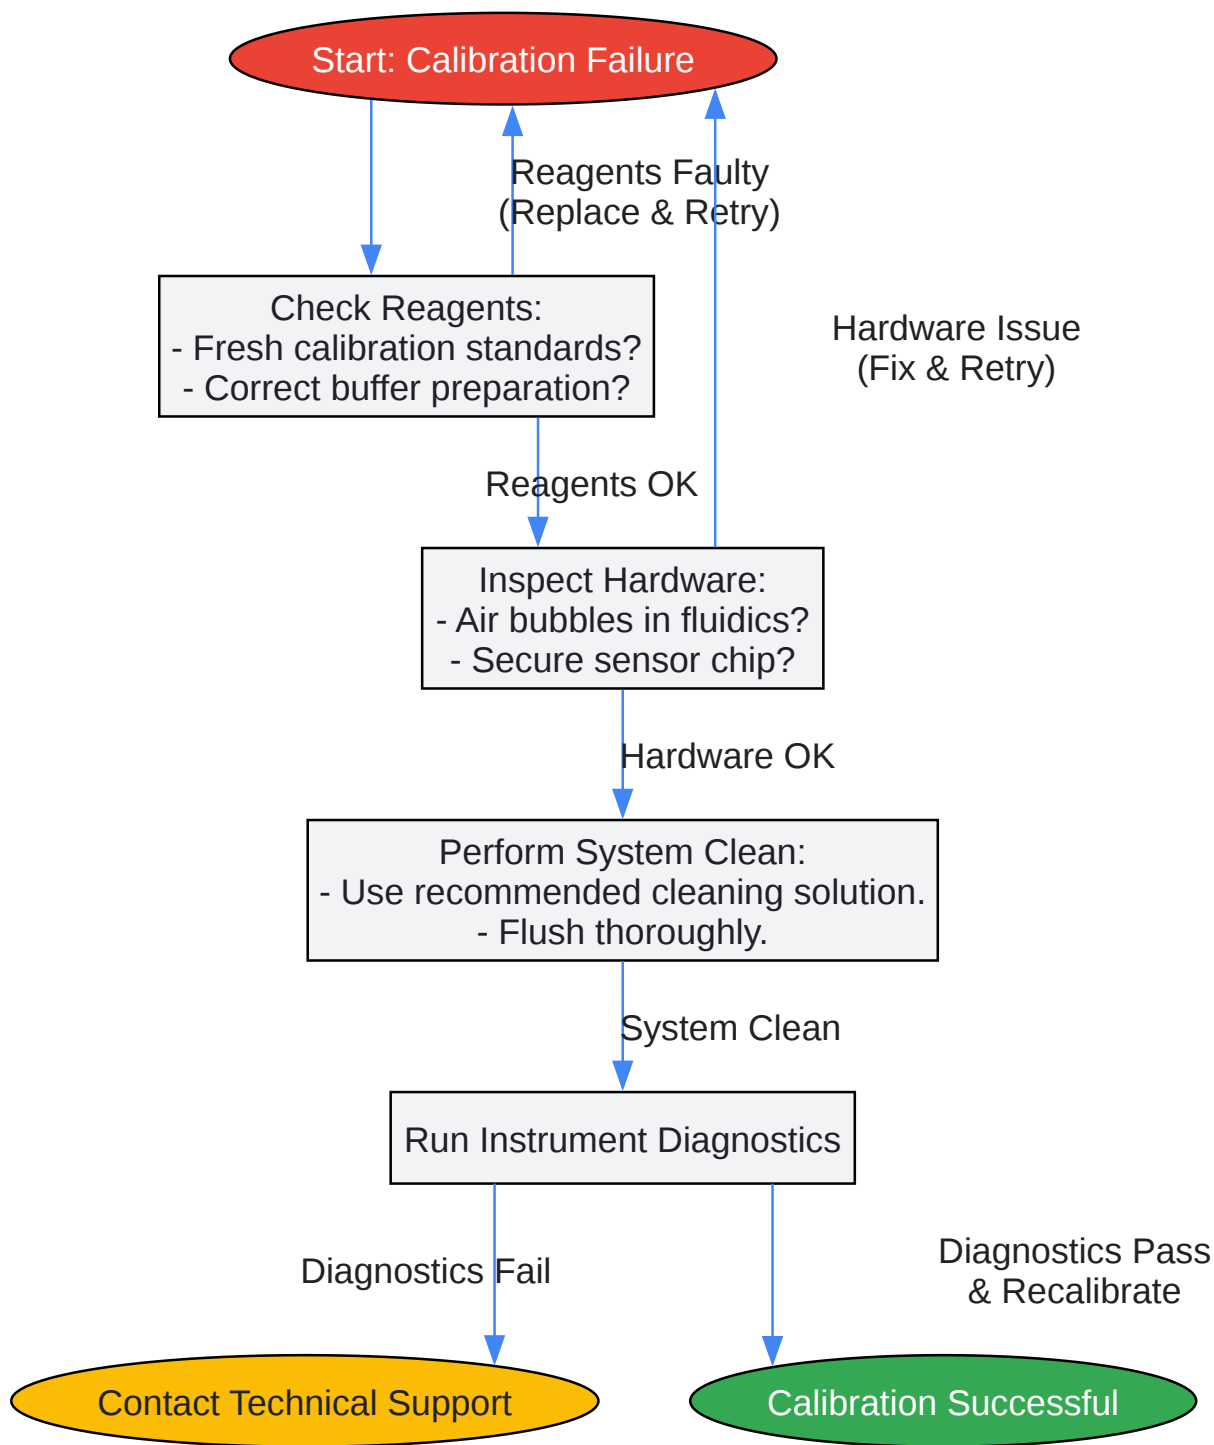 Start: Calibration Failure
Reagents Faulty
(Replace & Retry)
Check Reagents:
- Fresh calibration standards?
- Correct buffer preparation?
Hardware Issue
(Fix & Retry)
Reagents OK
Inspect Hardware:
- Air bubbles in fluidics?
- Secure sensor chip?
Hardware OK
Perform System Clean:
- Use recommended cleaning solution.
- Flush thoroughly.
System Clean
Run Instrument Diagnostics
Diagnostics Fail
Diagnostics Pass
& Recalibrate
Contact Technical Support
Calibration Successful